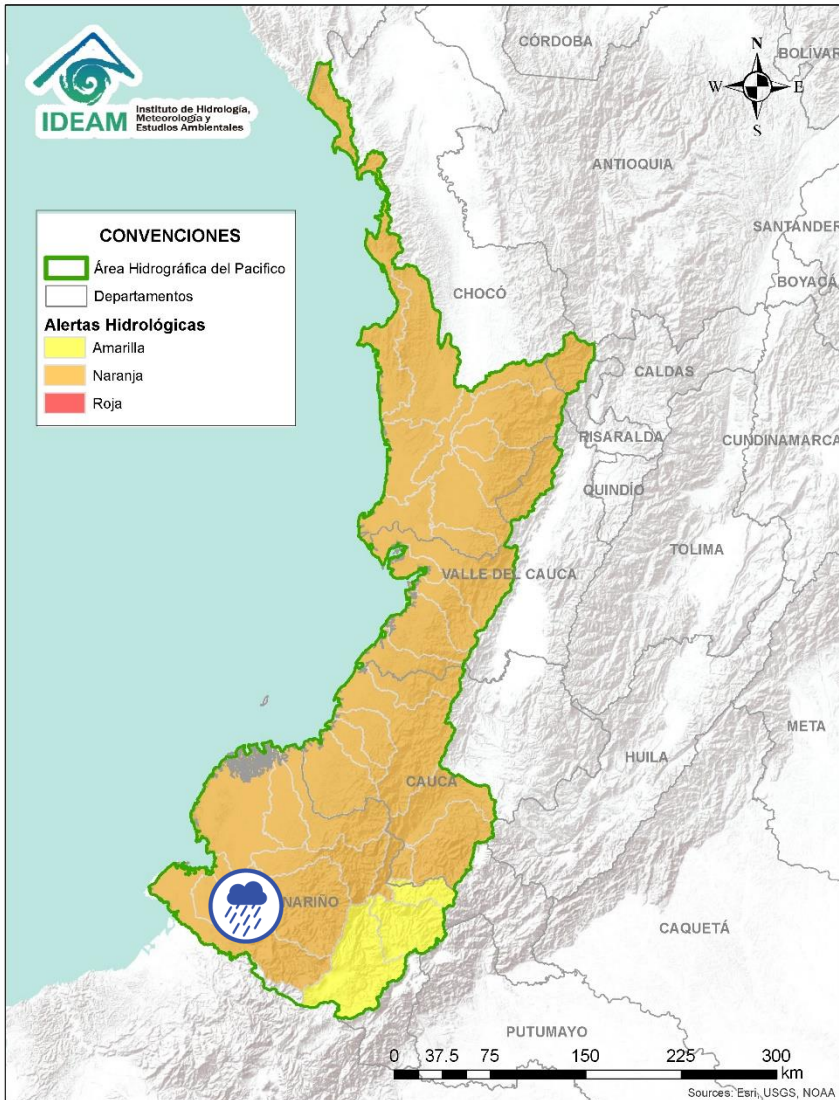 IDEAM
Instituto de Hidrología,
Meteorología y
Estudios Ambientales
N
W
E
S
CÓRDOBA
BOLÍVAR
ANTIOQUIA
SANTANDER
BOYACÁ
CHOCÓ
CALDAS
RISARALDA
CUNDINAMARCA
QUINDÍO
TOLIMA
VALLE DEL CAUCA
META
HUILA
CAUCA
NARIÑO
CAQUETÁ
PUTUMAYO
CONVENCIONES
Área Hidrográfica del Pacifico
Departamentos
Alertas Hidrológicas
Amarilla
Naranja
Roja
0 37.5 75 150 225 300
km
Sources: Esri, USGS, NOAA